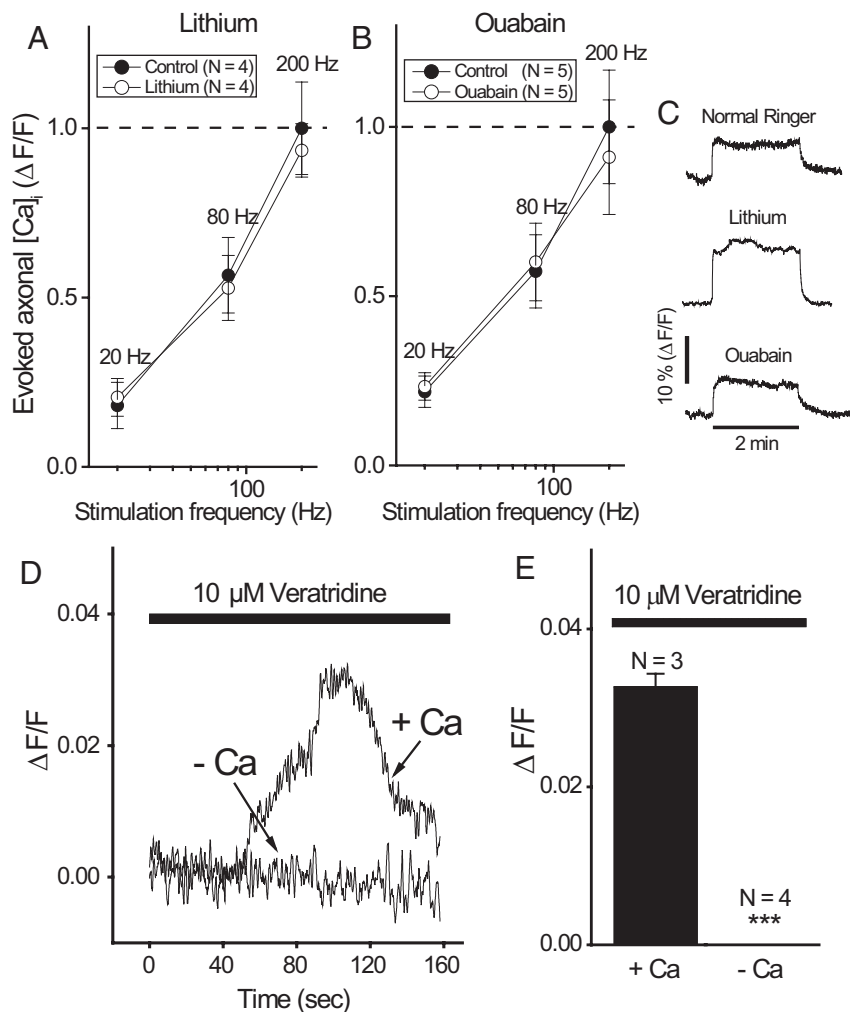 A
Lithium
Control (N = 4)
Lithium (N = 4)
200 Hz
80 Hz
20 Hz
Evoked axonal [Ca]i (Δ F/F)
1.0
0.5
0.0
100
Stimulation frequency (Hz)
B
Ouabain
Control (N = 5)
Ouabain (N = 5)
200 Hz
80 Hz
20 Hz
1.0
0.5
0.0
100
Stimulation frequency (Hz)
C
Normal Ringer
Lithium
Ouabain
10 % (Δ F/F)
2 min
D
10 µM Veratridine
+ Ca
- Ca
Δ F/F
0.04
0.02
0.00
0 40 80 120 160
Time (sec)
E
10 µM Veratridine
N = 3
N = 4
***
Δ F/F
0.04
0.02
0.00
+ Ca - Ca